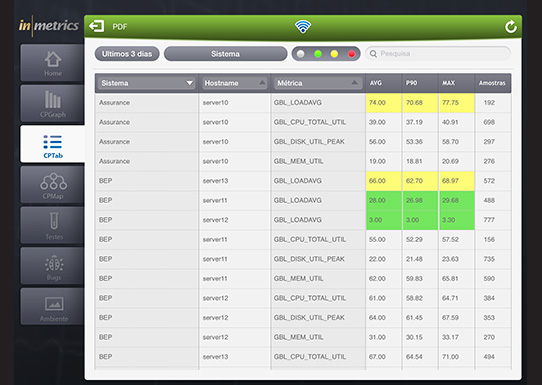 inmetrics
PDF
Ultimos 3 dias
Sistema
Pesquisa
Home
CPGraph
CPTab
CPMap
Testes
Bugs
Ambiente
Sistema Hostname Métrica AVG P90 MAX Amostras
Assurance server10 GBL_LOADAVG 74.00 70.68 77.75 192
Assurance server10 GBL_CPU_TOTAL_UTIL 39.00 37.19 40.91 698
Assurance server10 GBL_DISK_UTIL_PEAK 56.00 53.36 58.70 297
Assurance server10 GBL_MEM_UTIL 19.00 18.81 20.69 276
BEP server13 GBL_LOADAVG 66.00 62.70 68.97 572
BEP server11 GBL_LOADAVG 28.00 26.98 29.68 488
BEP server12 GBL_LOADAVG 3.00 3.00 3.30 777
BEP server11 GBL_CPU_TOTAL_UTIL 55.00 52.29 57.52 156
BEP server11 GBL_DISK_UTIL_PEAK 22.00 21.48 23.63 735
BEP server11 GBL_MEM_UTIL 62.00 59.83 65.81 590
BEP server12 GBL_CPU_TOTAL_UTIL 61.00 58.82 64.71 384
BEP server12 GBL_DISK_UTIL_PEAK 64.00 61.45 67.59 353
BEP server12 GBL_MEM_UTIL 31.00 30.15 33.17 270
BEP server13 GBL_CPU_TOTAL_UTIL 67.00 64.54 71.00 494